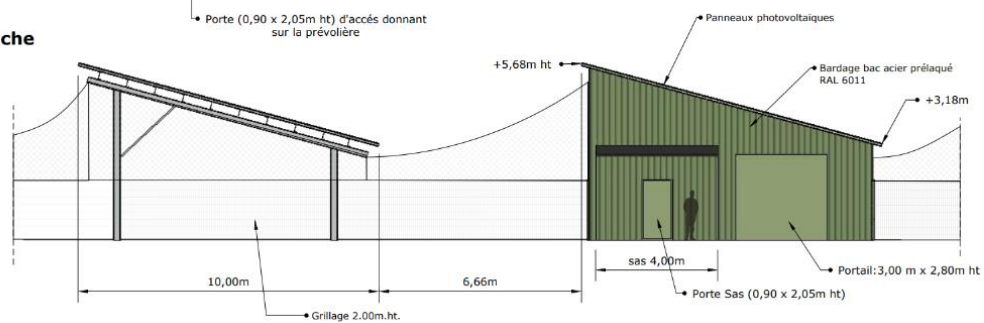 Porte (0,90 x 2,05m ht) d'accés donnant
sur la prévolière
che
Panneaux photovoltaïques
+5,68m ht
Bardage bac acier prélaqué
RAL 6011
+3,18m
sas 4,00m
10,00m
6,66m
Portail:3,00 m x 2,80m ht
Porte Sas (0,90 x 2,05m ht)
Grillage 2.00m.ht.